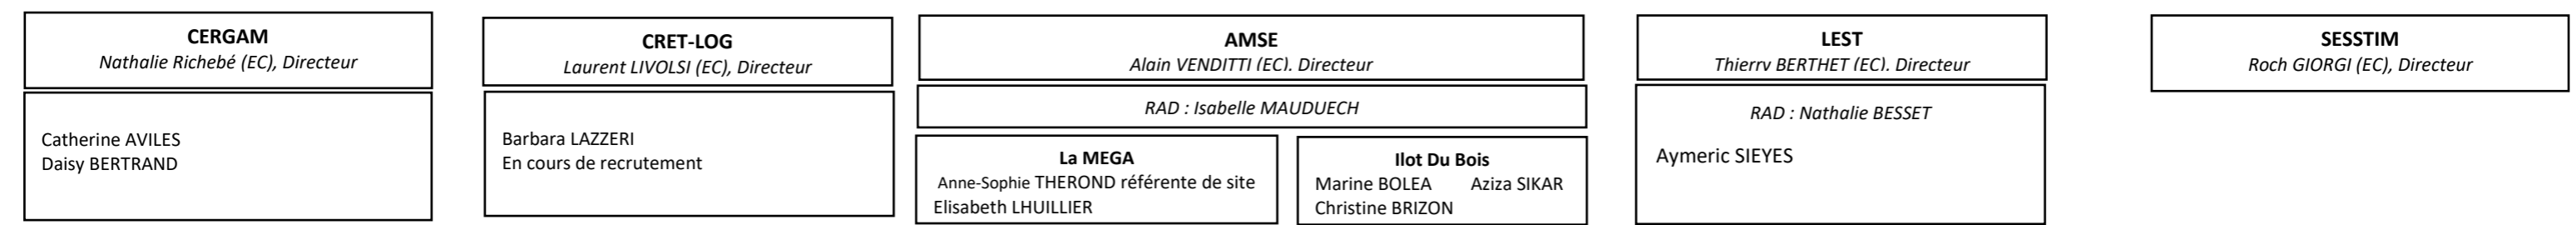 CERGAM
Nathalie Richebé (EC), Directeur
Catherine AVILES
Daisy BERTRAND
CRET-LOG
Laurent LIVOLSI (EC), Directeur
Barbara LAZZERI
En cours de recrutement
AMSE
Alain VENDITTI (EC). Directeur
RAD : Isabelle MAUDUECH
La MEGA
Anne-Sophie THEROND référente de site
Elisabeth LHUILLIER
Ilot Du Bois
Marine BOLEA Aziza SIKAR
Christine BRIZON
LEST
Thierry BERTHET (EC). Directeur
RAD : Nathalie BESSET
Aymeric SIEYES
SESSTIM
Roch GIORGI (EC), Directeur